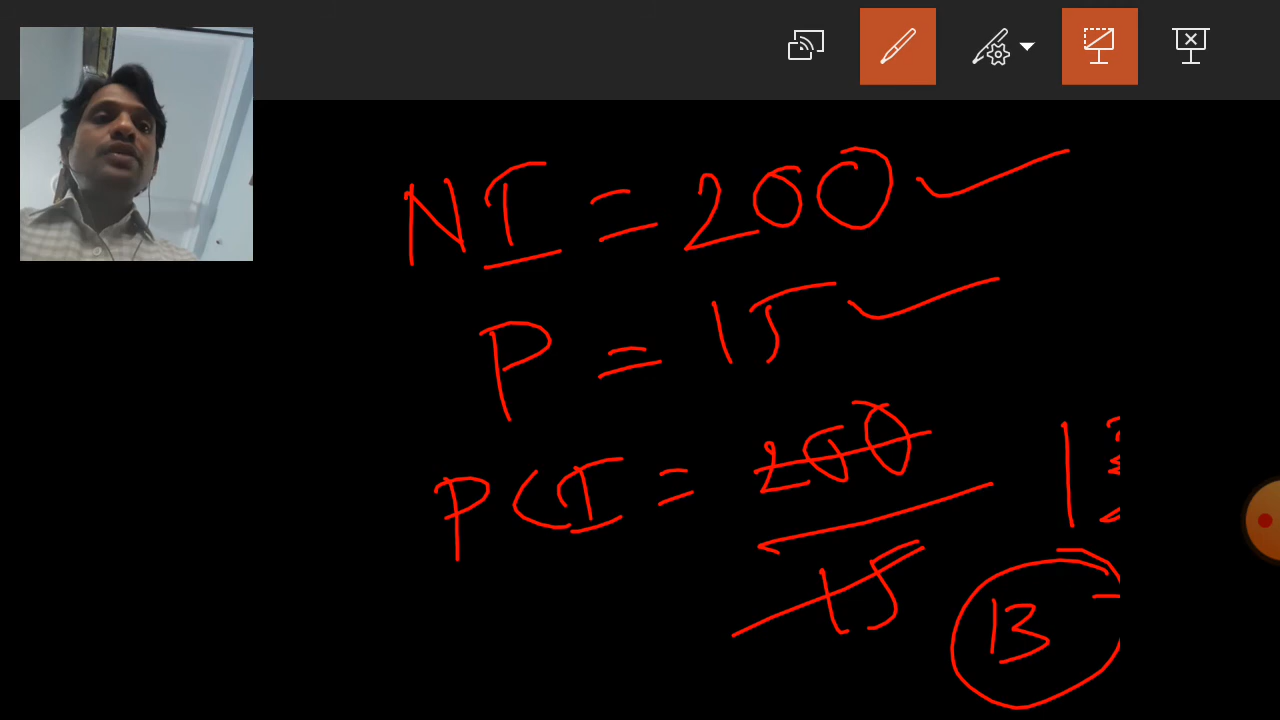 NI = 200
P = 15
PCI = 200
15
13